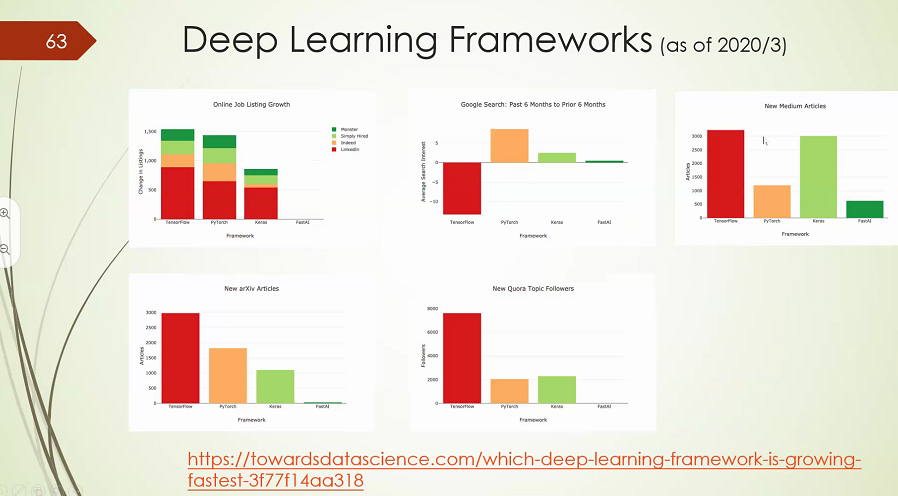 63
Deep Learning Frameworks (as of 2020/3)
Online Job Listing Growth
Change in Listings
1,500
1,000
500
0
TensorFlow PyTorch Keras FastAI
Framework
Monster
Simply Hired
Indeed
LinkedIn
Google Search: Past 6 Months to Prior 6 Months
Average Search Interest
5
0
−5
−10
TensorFlow PyTorch Keras FastAI
Framework
New Medium Articles
Articles
3000
2500
2000
1500
1000
500
0
TensorFlow PyTorch Keras FastAI
Framework
New arXiv Articles
Articles
3000
2500
2000
1500
1000
500
0
TensorFlow PyTorch Keras FastAI
Framework
New Quora Topic Followers
Followers
8000
6000
4000
2000
0
TensorFlow PyTorch Keras FastAI
Framework
https://towardsdatascience.com/which-deep-learning-framework-is-growing-
fastest-3f77f14aa318